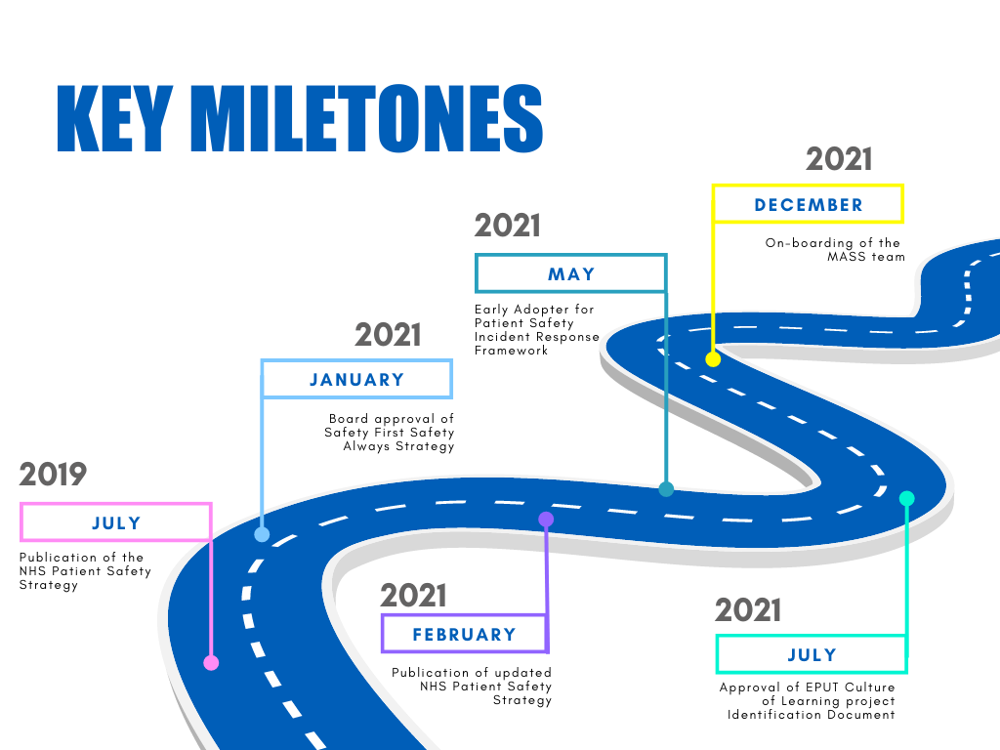 KEY MILETONES
2019
JULY
Publication of the
NHS Patient Safety
Strategy
2021
JANUARY
Board approval of
Safety First Safety
Always Strategy
2021
FEBRUARY
Publication of updated
NHS Patient Safety
Strategy
2021
MAY
Early Adopter for
Patient Safety
Incident Response
Framework
2021
JULY
Approval of EPUT Culture
of Learning project
Identification Document
2021
DECEMBER
On-boarding of the
MASS team